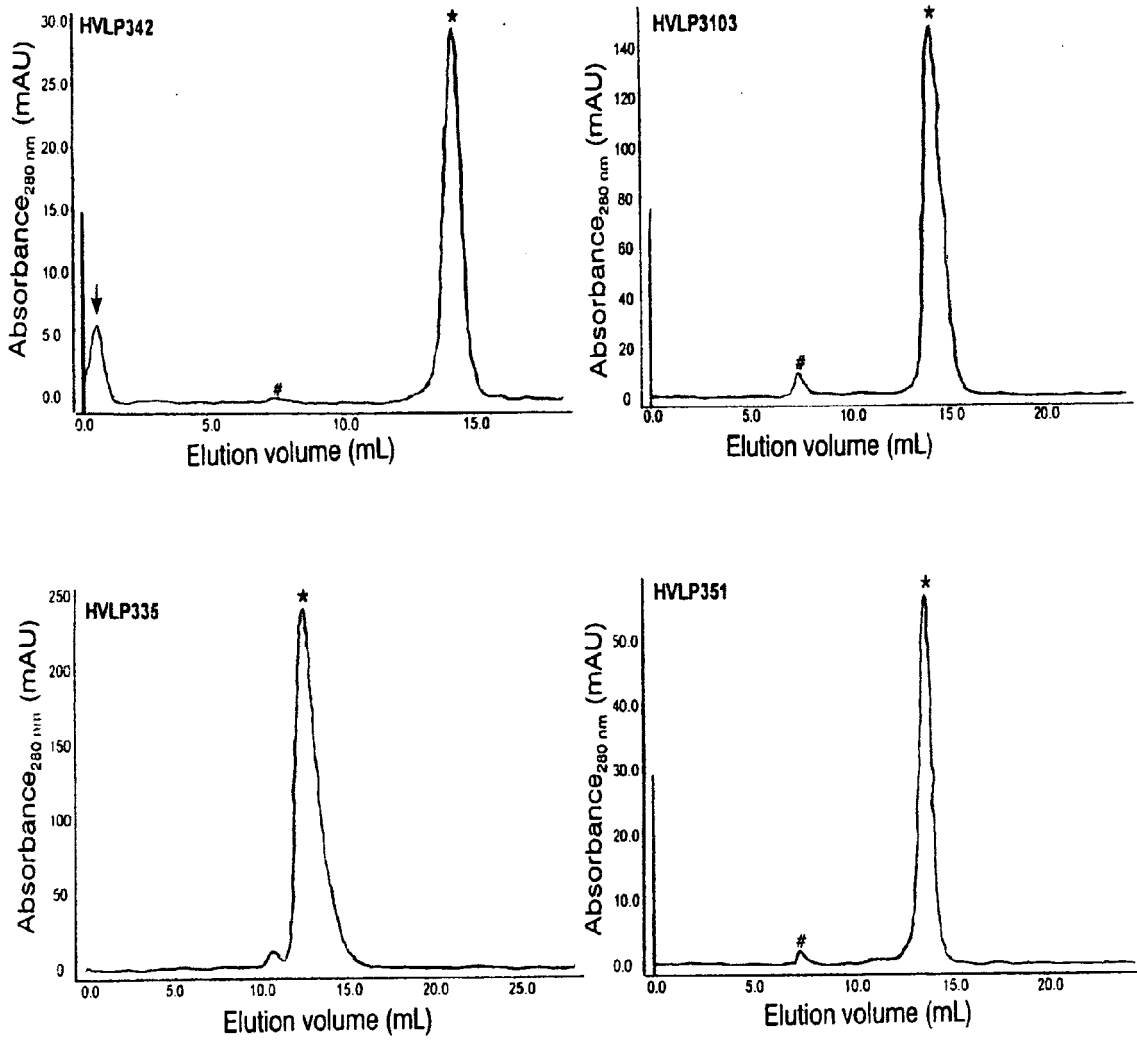 HVLP342
*
30.0
25.0
20.0
15.0
10.0
5.0
0.0
Absorbance280 nm (mAU)
#
0.0 5.0 10.0 15.0
Elution volume (mL)
HVLP3103
*
140
120
100
80
60
40
20
0
Absorbance280 nm (mAU)
#
0.0 5.0 10.0 15.0 20.0
Elution volume (mL)
HVLP335
*
250
200
150
100
50
0
Absorbance280 nm (mAU)
0.0 5.0 10.0 15.0 20.0 25.0
Elution volume (mL)
HVLP351
*
50.0
40.0
30.0
20.0
10.0
0.0
Absorbance280 nm (mAU)
#
0.0 5.0 10.0 15.0 20.0
Elution volume (mL)